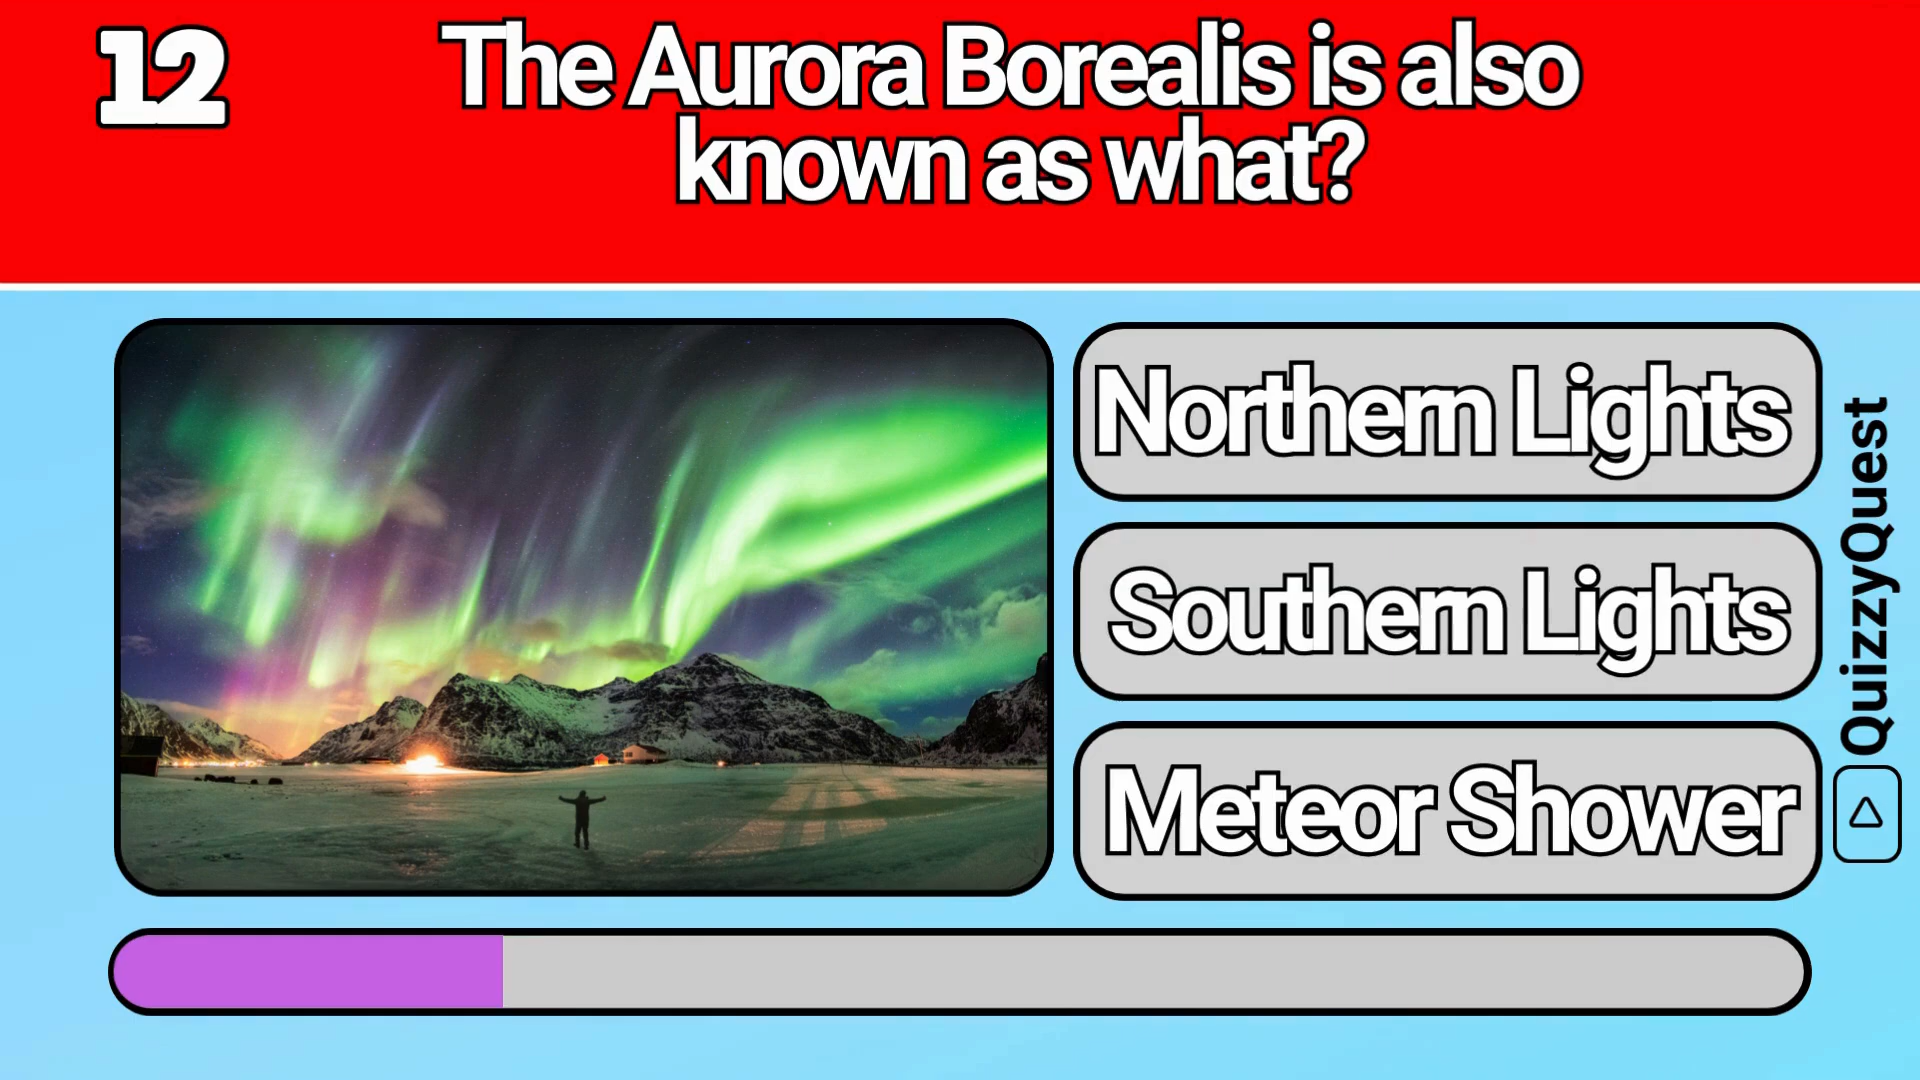 12
The Aurora Borealis is also
known as what?
Northern Lights
Southern Lights
Meteor Shower
QuizzyQuest